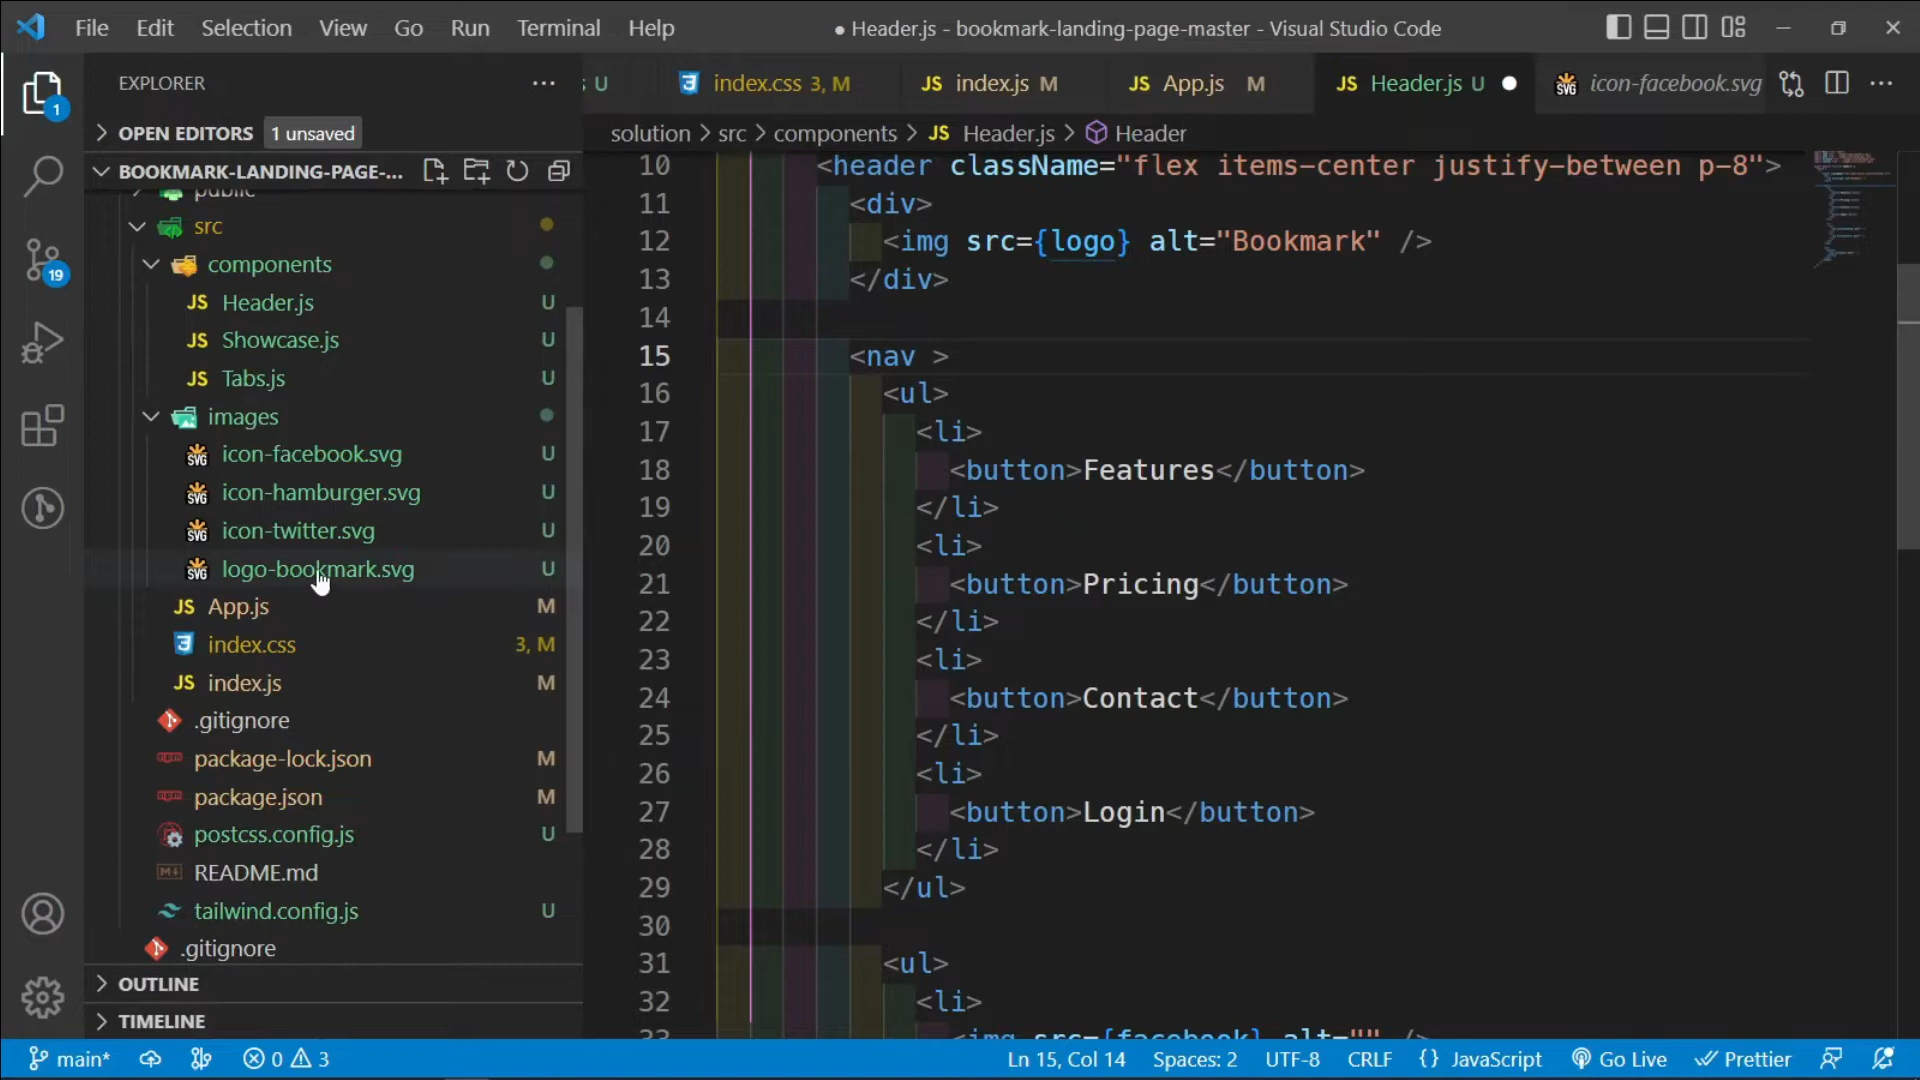 File Edit Selection View Go Run Terminal Help
● Header.js - bookmark-landing-page-master - Visual Studio Code
EXPLORER
U
index.css 3, M
JS index.js M
JS App.js M
JS Header.js U
SVG icon-facebook.svg
OPEN EDITORS 1 unsaved
solution > src > components > JS Header.js > Header
BOOKMARK-LANDING-PAGE-...
public
src
components
JS Header.js U
JS Showcase.js U
JS Tabs.js U
images
SVG icon-facebook.svg U
SVG icon-hamburger.svg U
SVG icon-twitter.svg U
SVG logo-bookmark.svg U
JS App.js M
index.css 3, M
JS index.js M
.gitignore
package-lock.json M
package.json M
postcss.config.js U
README.md
tailwind.config.js U
.gitignore
OUTLINE
TIMELINE
1
19
10 <header className="flex items-center justify-between p-8">
11 <div>
12 <img src={logo} alt="Bookmark" />
13 </div>
14
15 <nav >
16 <ul>
17 <li>
18 <button>Features</button>
19 </li>
20 <li>
21 <button>Pricing</button>
22 </li>
23 <li>
24 <button>Contact</button>
25 </li>
26 <li>
27 <button>Login</button>
28 </li>
29 </ul>
30
31 <ul>
32 <li>
33 <img src={facebook} alt="" />
main* 0 3
Ln 15, Col 14 Spaces: 2 UTF-8 CRLF {} JavaScript Go Live Prettier